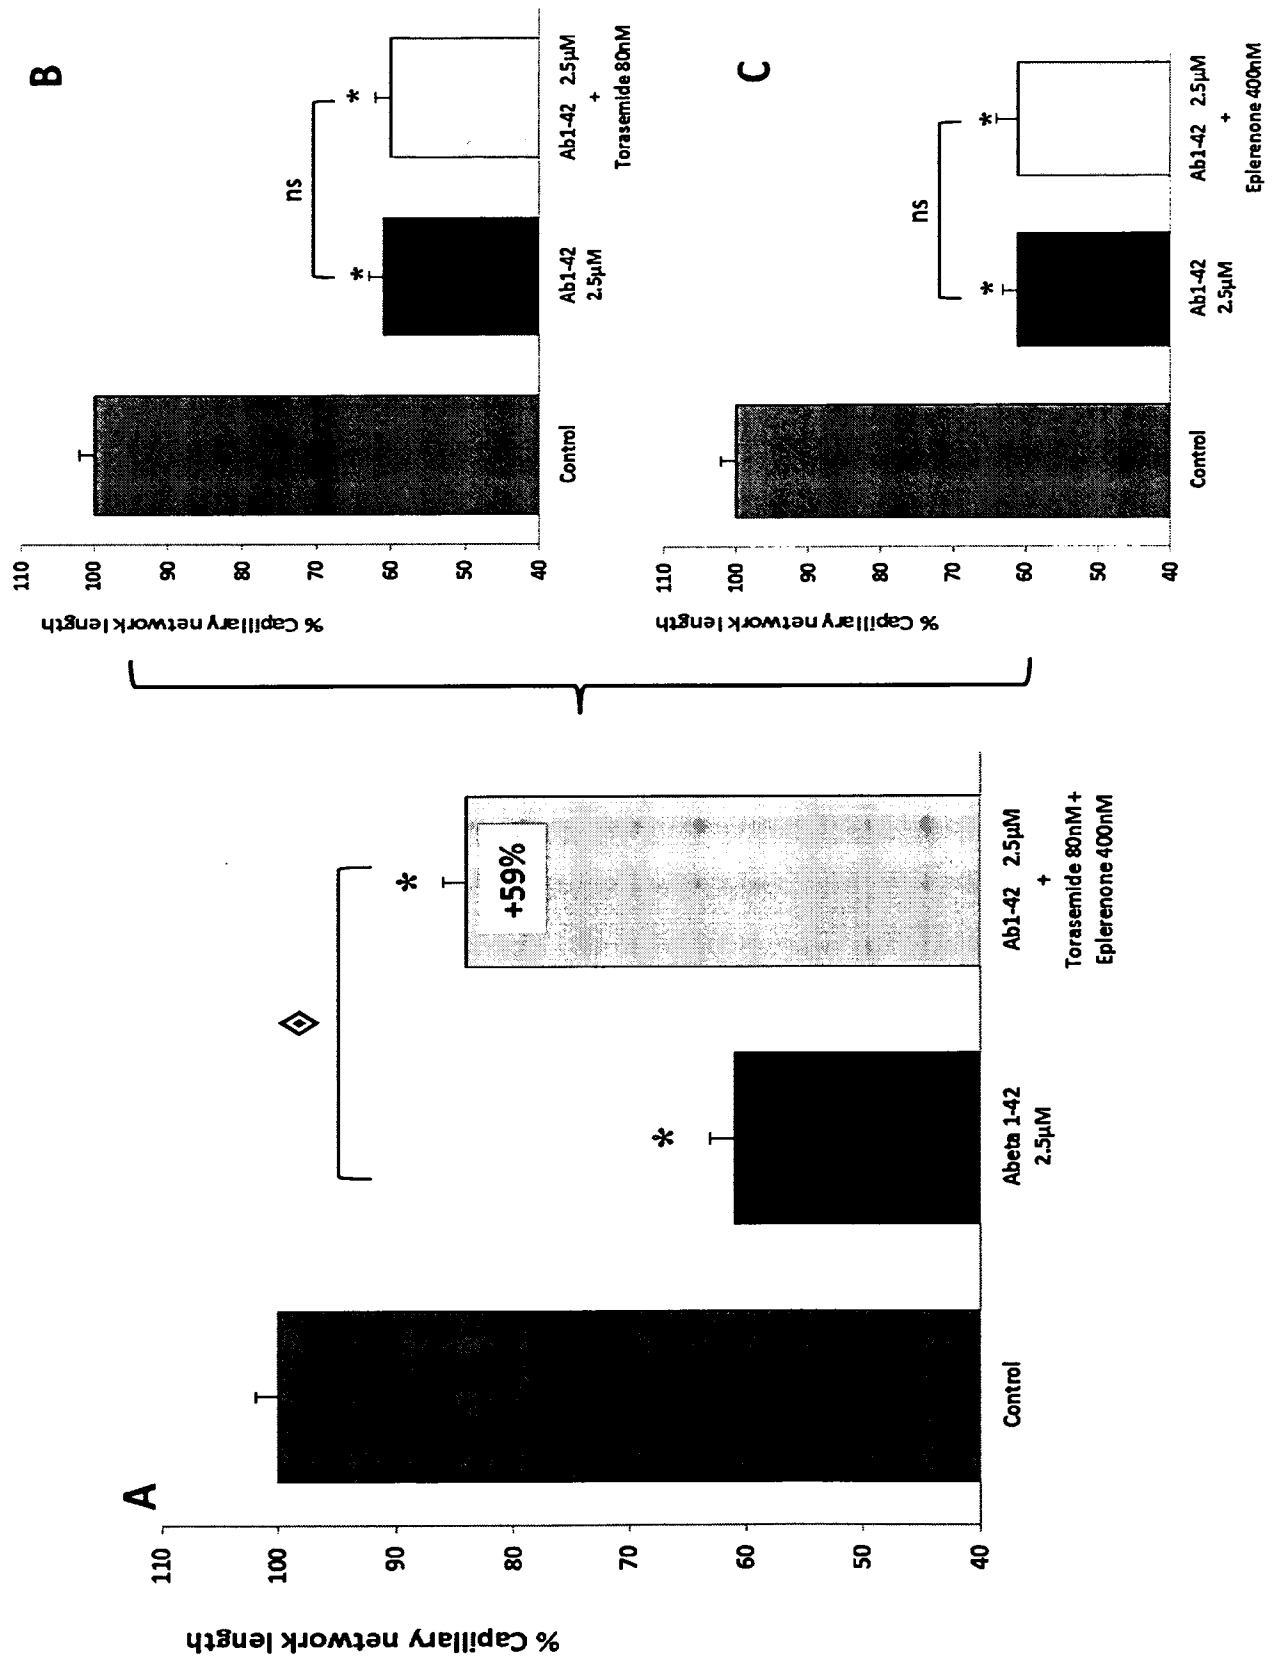 A
% Capillary network length
110
100
90
80
70
60
50
40
*
*
+59%
Control
Abeta 1-42
2.5µM
Ab1-42 2.5µM
+
Torasemide 80nM +
Eplerenone 400nM
B
% Capillary network length
110
100
90
80
70
60
50
40
ns
*
*
Control
Ab1-42
2.5µM
Ab1-42 2.5µM
+
Torasemide 80nM
C
% Capillary network length
110
100
90
80
70
60
50
40
ns
*
*
Control
Ab1-42
2.5µM
Ab1-42 2.5µM
+
Eplerenone 400nM